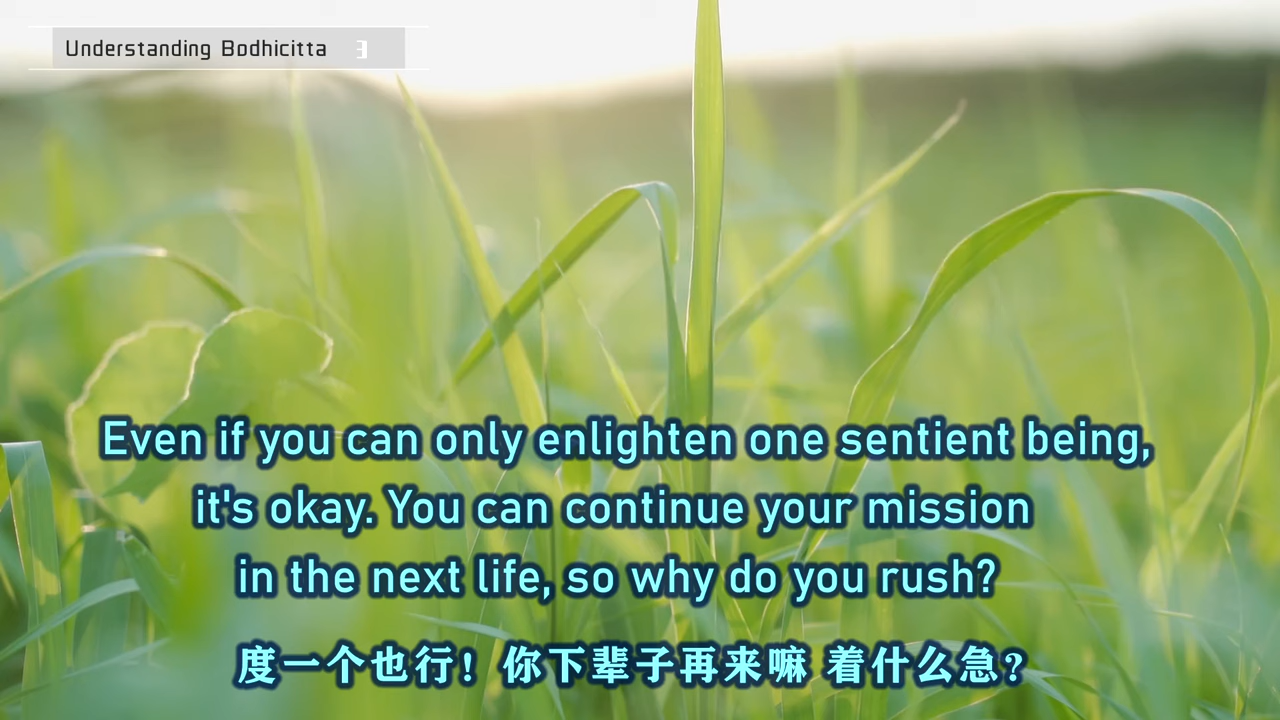 Understanding Bodhicitta 3
Even if you can only enlighten one sentient being,
it's okay. You can continue your mission
in the next life, so why do you rush?
度一个也行！你下辈子再来嘛 着什么急？